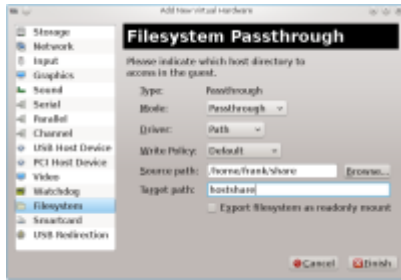 Add New Virtual Hardware
Storage
Network
Input
Graphics
Sound
Serial
Parallel
Channel
USB Host Device
PCI Host Device
Video
Watchdog
Filesystem
Smartcard
USB Redirection
Filesystem Passthrough
Please indicate which host directory to
access in the guest.
Type: Passthrough
Mode: Passthrough
Driver: Path
Write Policy: Default
Source path: /home/frank/share Browse...
Target path: hostshare
Export filesystem as readonly mount
Cancel Finish